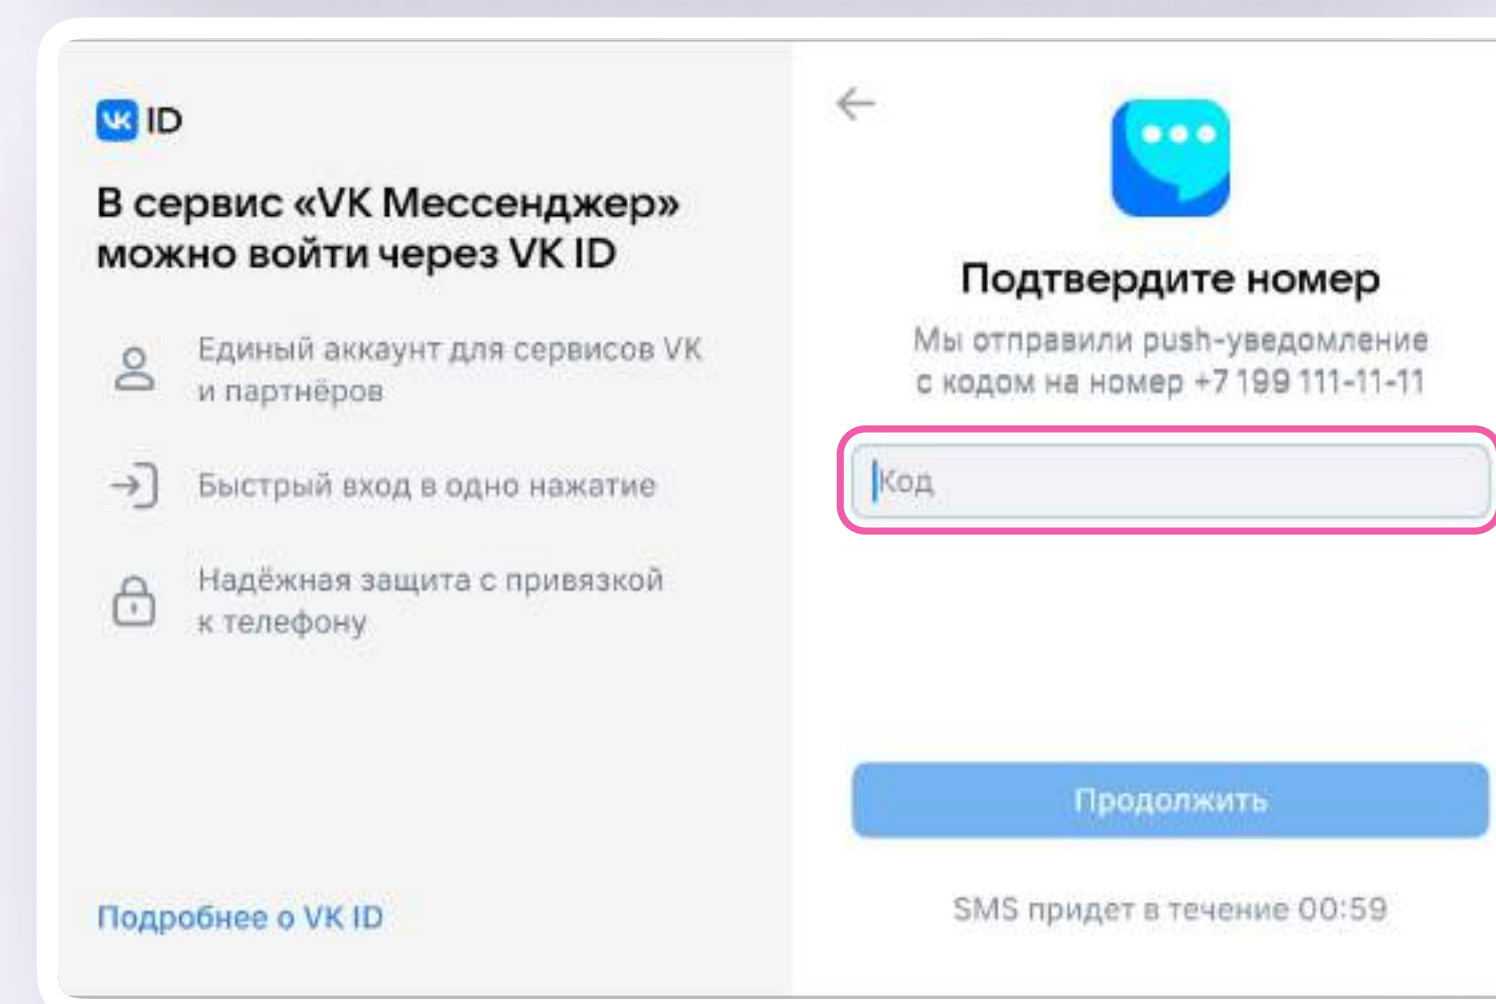 VK ID
В сервис «VK Мессенджер»
можно войти через VK ID
Единый аккаунт для сервисов VK
и партнёров
Быстрый вход в одно нажатие
Надёжная защита с привязкой
к телефону
Подробнее о VK ID
Подтвердите номер
Мы отправили push-уведомление
с кодом на номер +7 199 111-11-11
Код
Продолжить
SMS придет в течение 00:59